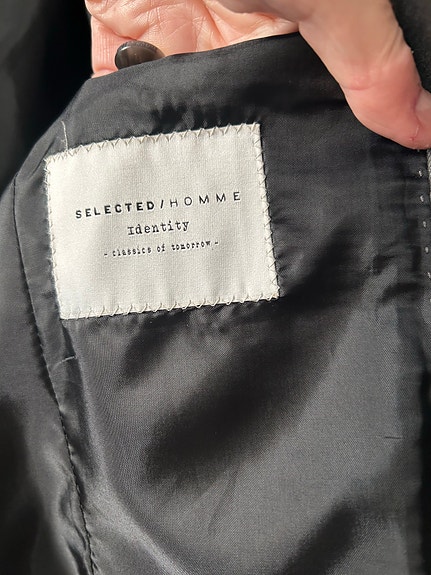 SELECTED/HOMME
Identity
- classics of tomorrow -